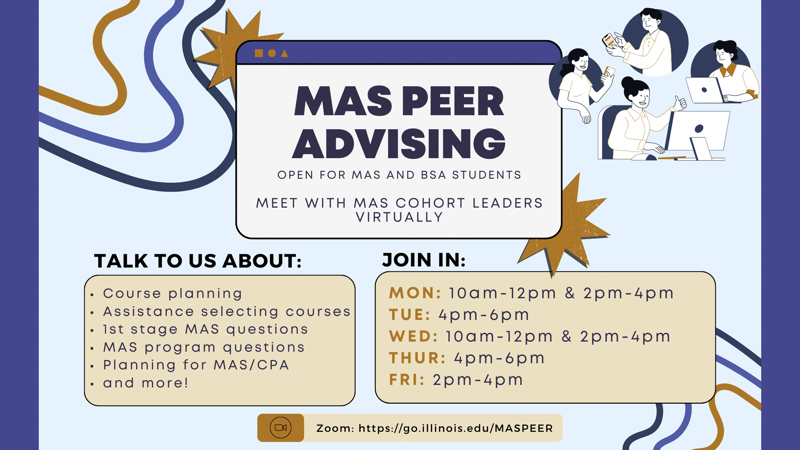 MAS PEER
ADVISING
OPEN FOR MAS AND BSA STUDENTS
MEET WITH MAS COHORT LEADERS
VIRTUALLY
TALK TO US ABOUT:
• Course planning
• Assistance selecting courses
• 1st stage MAS questions
• MAS program questions
• Planning for MAS/CPA
• and more!
JOIN IN:
MON: 10am-12pm & 2pm-4pm
TUE: 4pm-6pm
WED: 10am-12pm & 2pm-4pm
THUR: 4pm-6pm
FRI: 2pm-4pm
Zoom: https://go.illinois.edu/MASPEER